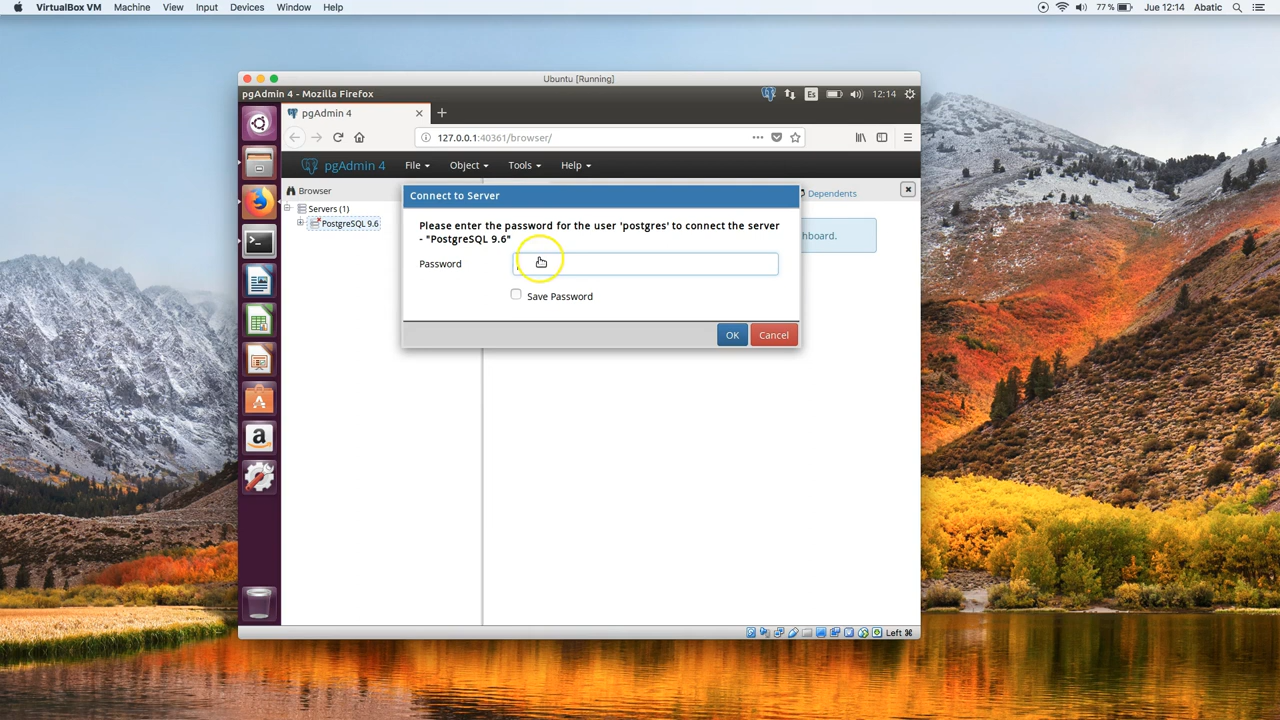 VirtualBox VM Machine View Input Devices Window Help 77 % Jue 12:14 Abatic
Ubuntu [Running]
pgAdmin 4 - Mozilla Firefox Es 12:14
pgAdmin 4
127.0.0.1:40361/browser/
pgAdmin 4 File Object Tools Help
Browser
Dependents
Servers (1)
PostgreSQL 9.6
hboard.
Connect to Server
Please enter the password for the user 'postgres' to connect the server
- "PostgreSQL 9.6"
Password
Save Password
OK Cancel
Left ⌘